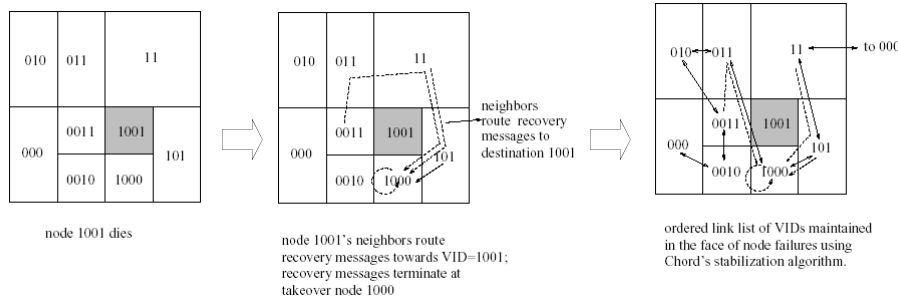 010 011 11
0011 1001
000 101
0010 1000
node 1001 dies
010 011 11
0011 1001
000 101
0010 1000
neighbors
route recovery
messages to
destination 1001
node 1001's neighbors route
recovery messages towards VID=1001;
recovery messages terminate at
takeover node 1000
010 011 11 to 000
0011 1001
000 101
0010 1000
ordered link list of VIDs maintained
in the face of node failures using
Chord's stabilization algorithm.